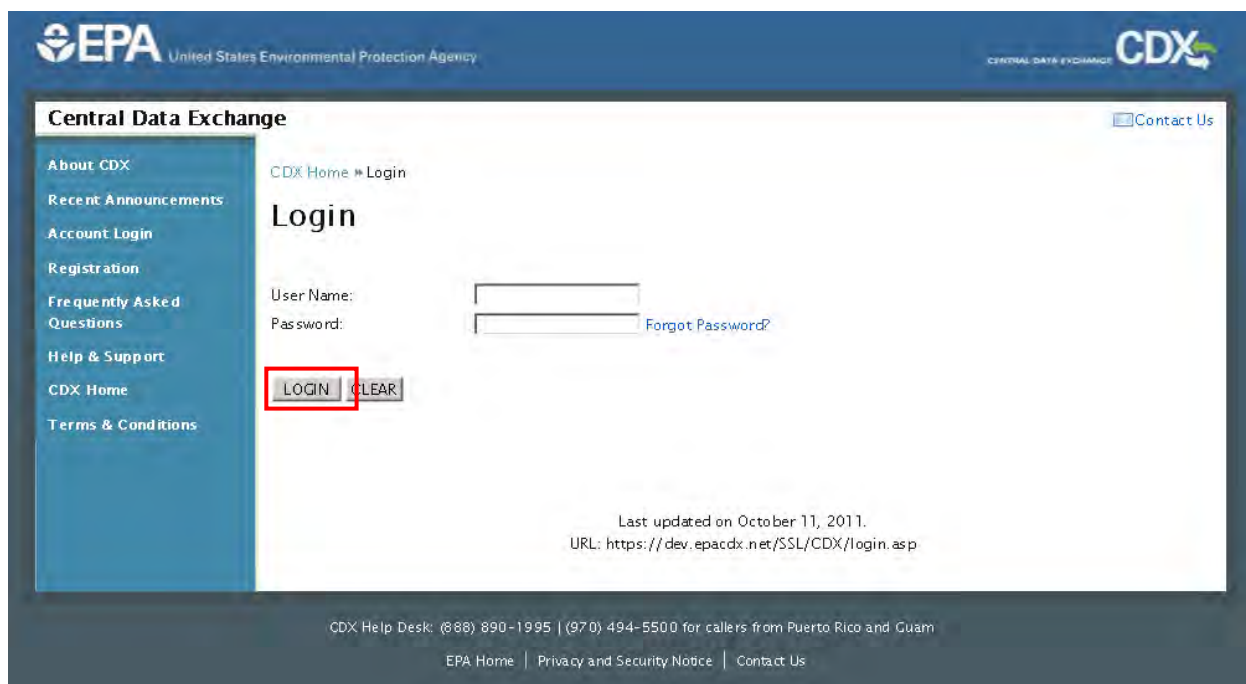 EPA United States Environmental Protection Agency
CENTRAL DATA EXCHANGE CDX
Central Data Exchange
Contact Us
About CDX
Recent Announcements
Account Login
Registration
Frequently Asked
Questions
Help & Support
CDX Home
Terms & Conditions
CDX Home » Login
Login
User Name:
Password:
Forgot Password?
LOGIN CLEAR
Last updated on October 11, 2011.
URL: https://dev.epacdx.net/SSL/CDX/login.asp
CDX Help Desk: (888) 890-1995 | (970) 494-5500 for callers from Puerto Rico and Guam
EPA Home | Privacy and Security Notice | Contact Us